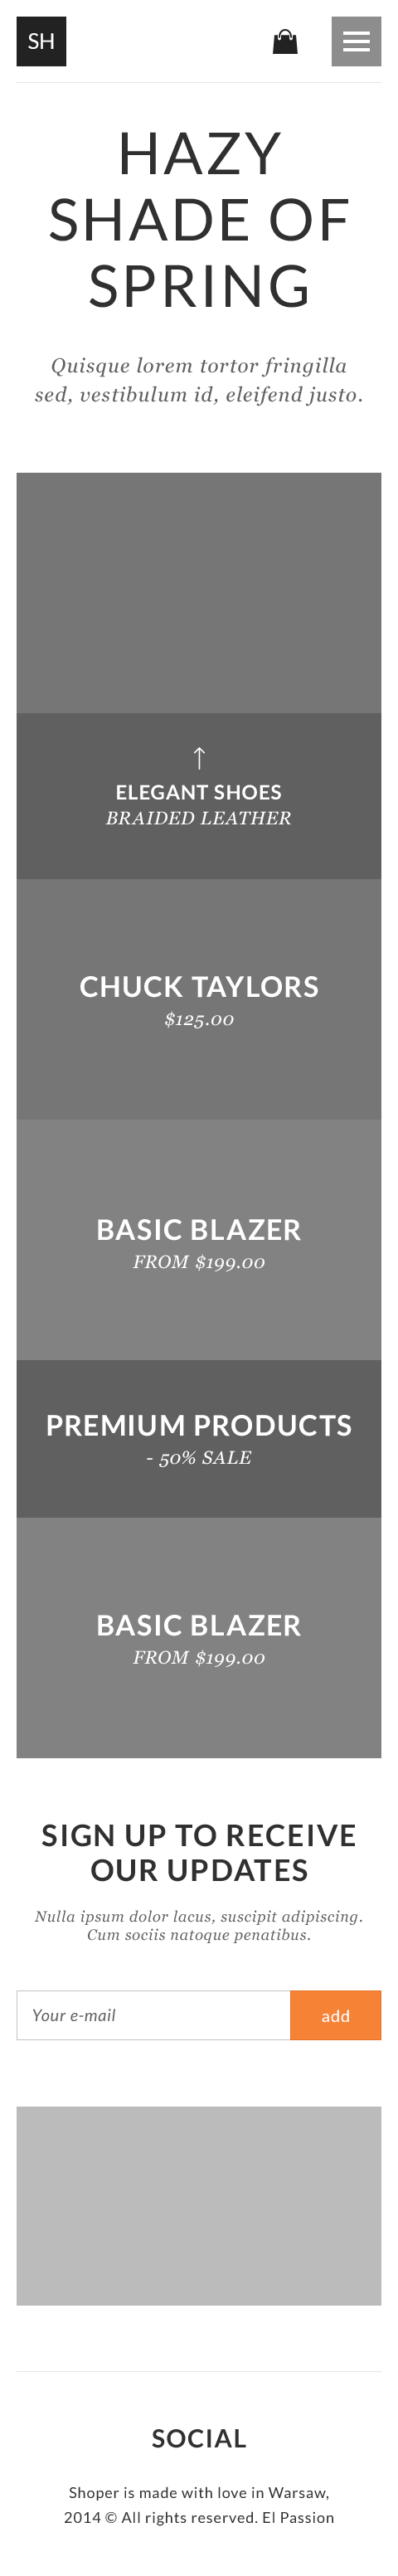 SH
HAZY
SHADE OF
SPRING
Quisque lorem tortor fringilla
sed, vestibulum id, eleifend justo.
↑
ELEGANT SHOES
BRAIDED LEATHER
CHUCK TAYLORS
$125.00
BASIC BLAZER
FROM $199.00
PREMIUM PRODUCTS
- 50% SALE
BASIC BLAZER
FROM $199.00
SIGN UP TO RECEIVE
OUR UPDATES
Nulla ipsum dolor lacus, suscipit adipiscing.
Cum sociis natoque penatibus.
Your e-mail
add
SOCIAL
Shoper is made with love in Warsaw,
2014 © All rights reserved. El Passion